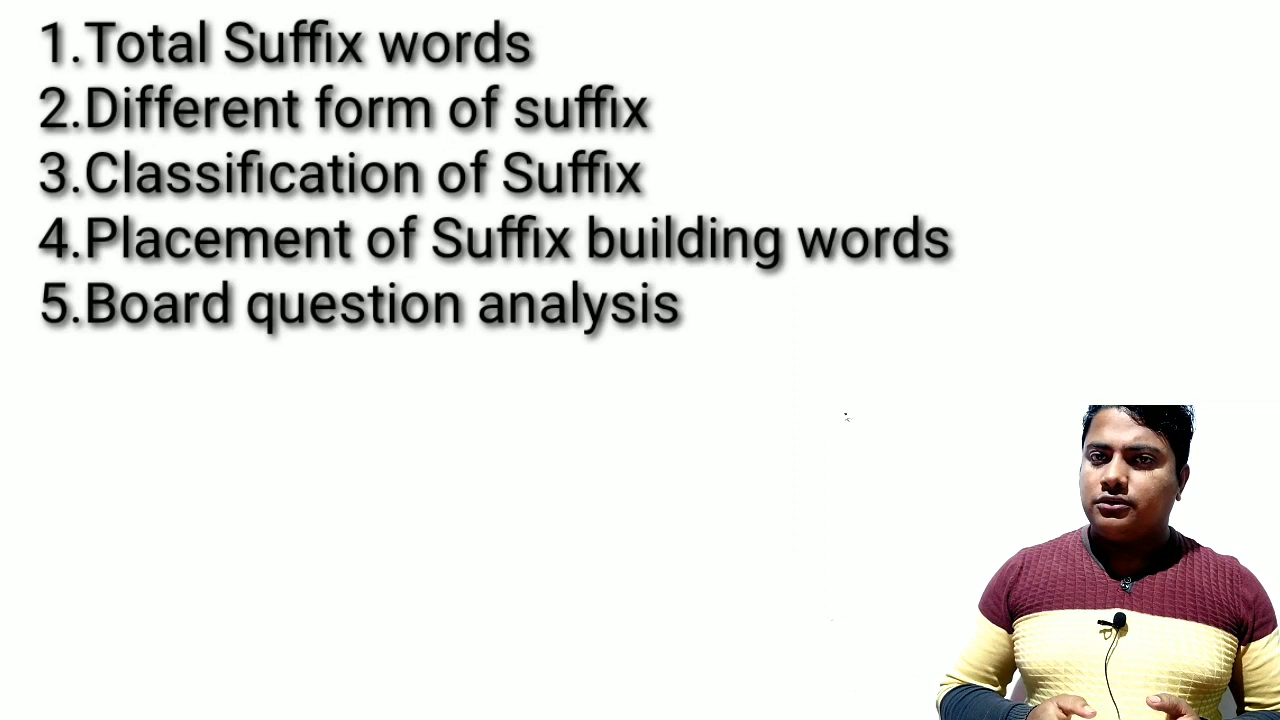 1.Total Suffix words
2.Different form of suffix
3.Classification of Suffix
4.Placement of Suffix building words
5.Board question analysis